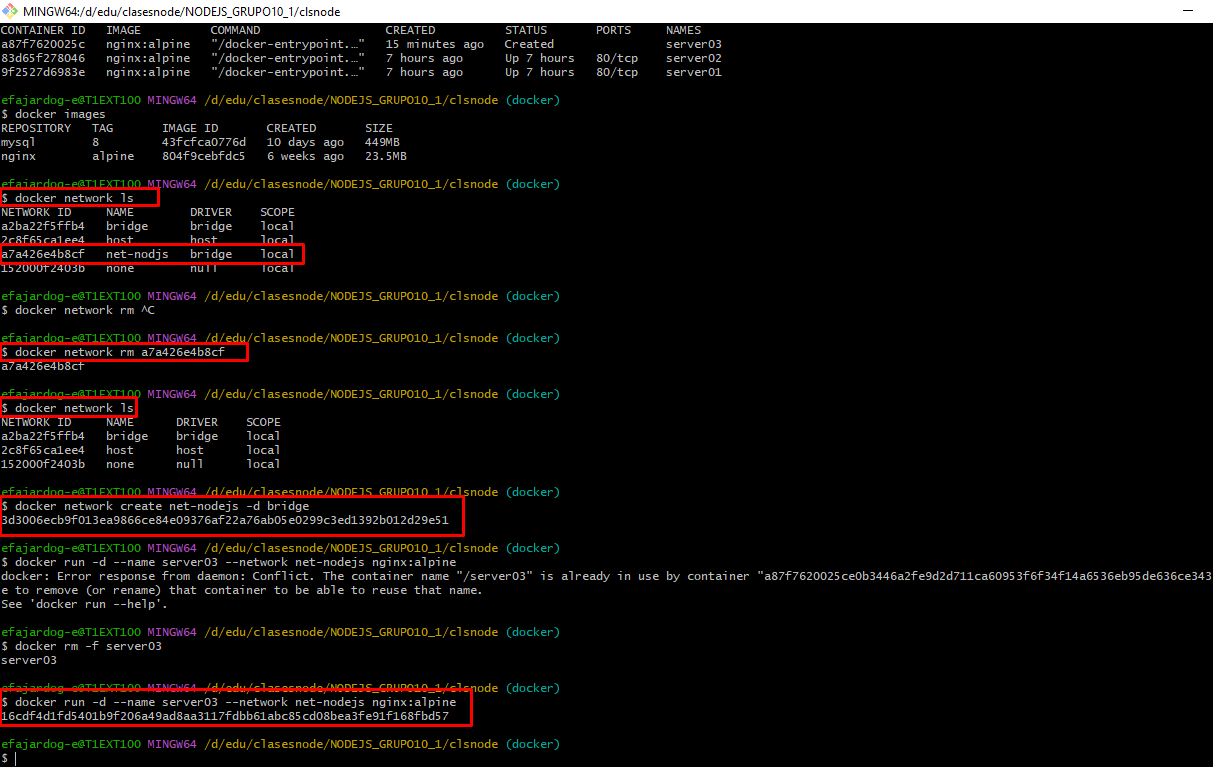 MINGW64:/d/edu/clasesnode/NODEJS_GRUPO10_1/clsnode
CONTAINER ID   IMAGE          COMMAND                  CREATED          STATUS       PORTS     NAMES
a87f7620025c   nginx:alpine   "/docker-entrypoint.…"   15 minutes ago   Created                server03
83d65f278046   nginx:alpine   "/docker-entrypoint.…"   7 hours ago      Up 7 hours   80/tcp    server02
9f2527d6983e   nginx:alpine   "/docker-entrypoint.…"   7 hours ago      Up 7 hours   80/tcp    server01
efajardog-e@T1EXT100 MINGW64 /d/edu/clasesnode/NODEJS_GRUPO10_1/clsnode (docker)
$ docker images
REPOSITORY   TAG       IMAGE ID       CREATED       SIZE
mysql        8         43fcfca0776d   10 days ago   449MB
nginx        alpine    804f9cebfdc5   6 weeks ago   23.5MB
efajardog-e@T1EXT100 MINGW64 /d/edu/clasesnode/NODEJS_GRUPO10_1/clsnode (docker)
$ docker network ls
NETWORK ID     NAME        DRIVER    SCOPE
a2ba22f5ffb4   bridge      bridge    local
2c8f65ca1ee4   host        host      local
a7a426e4b8cf   net-nodjs   bridge    local
152000f2403b   none        null      local
efajardog-e@T1EXT100 MINGW64 /d/edu/clasesnode/NODEJS_GRUPO10_1/clsnode (docker)
$ docker network rm ^C
efajardog-e@T1EXT100 MINGW64 /d/edu/clasesnode/NODEJS_GRUPO10_1/clsnode (docker)
$ docker network rm a7a426e4b8cf
a7a426e4b8cf
efajardog-e@T1EXT100 MINGW64 /d/edu/clasesnode/NODEJS_GRUPO10_1/clsnode (docker)
$ docker network ls
NETWORK ID     NAME      DRIVER    SCOPE
a2ba22f5ffb4   bridge    bridge    local
2c8f65ca1ee4   host      host      local
152000f2403b   none      null      local
efajardog-e@T1EXT100 MINGW64 /d/edu/clasesnode/NODEJS_GRUPO10_1/clsnode (docker)
$ docker network create net-nodejs -d bridge
3d3006ecb9f013ea9866ce84e09376af22a76ab05e0299c3ed1392b012d29e51
efajardog-e@T1EXT100 MINGW64 /d/edu/clasesnode/NODEJS_GRUPO10_1/clsnode (docker)
$ docker run -d --name server03 --network net-nodejs nginx:alpine
docker: Error response from daemon: Conflict. The container name "/server03" is already in use by container "a87f7620025ce0b3446a2fe9d2d711ca60953f6f34f14a6536eb95de636ce343
e to remove (or rename) that container to be able to reuse that name.
See 'docker run --help'.
efajardog-e@T1EXT100 MINGW64 /d/edu/clasesnode/NODEJS_GRUPO10_1/clsnode (docker)
$ docker rm -f server03
server03
efajardog-e@T1EXT100 MINGW64 /d/edu/clasesnode/NODEJS_GRUPO10_1/clsnode (docker)
$ docker run -d --name server03 --network net-nodejs nginx:alpine
16cdf4d1fd5401b9f206a49ad8aa3117fdbb61abc85cd08bea3fe91f168fbd57
efajardog-e@T1EXT100 MINGW64 /d/edu/clasesnode/NODEJS_GRUPO10_1/clsnode (docker)
$